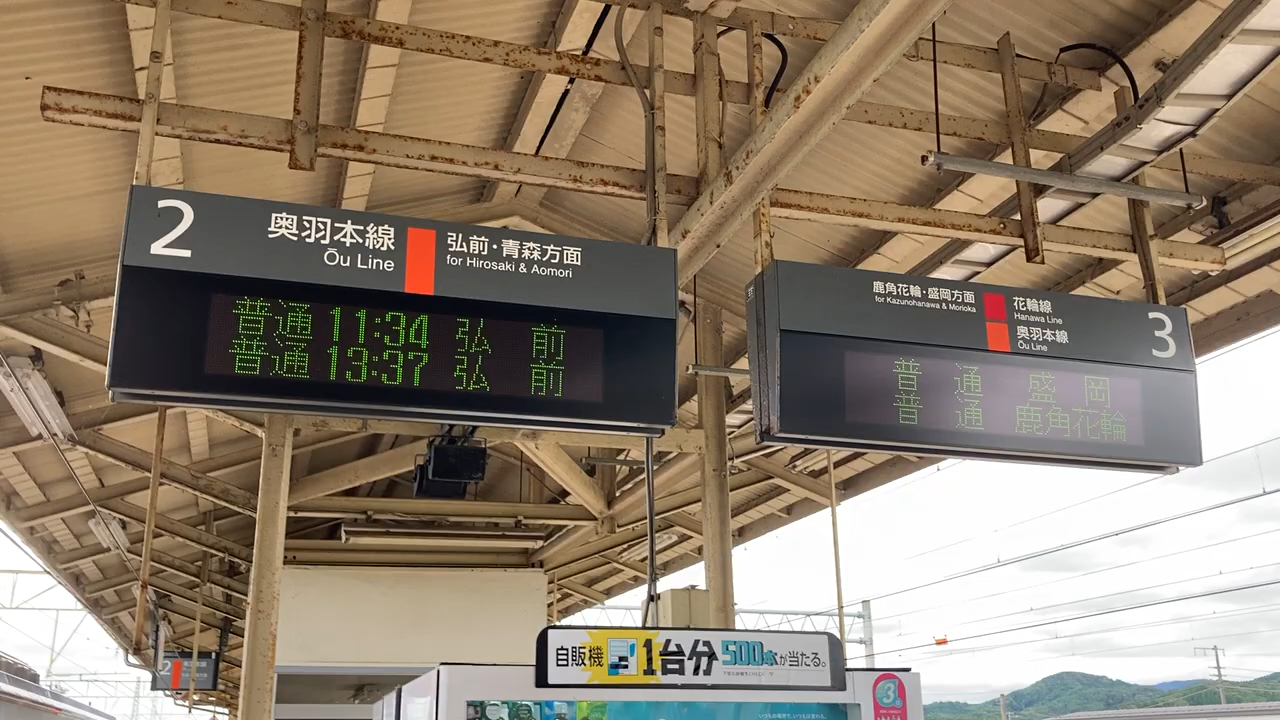 2
奥羽本線
Ōu Line
弘前・青森方面
for Hirosaki & Aomori
普通 11:34 弘 前
普通 13:37 弘 前
鹿角花輪・盛岡方面
for Kazunohanawa & Morioka
花輪線
Hanawa Line
奥羽本線
Ōu Line
3
普 通 盛 岡
普 通 鹿角花輪
自販機 1台分 500本が当たる。
2
3